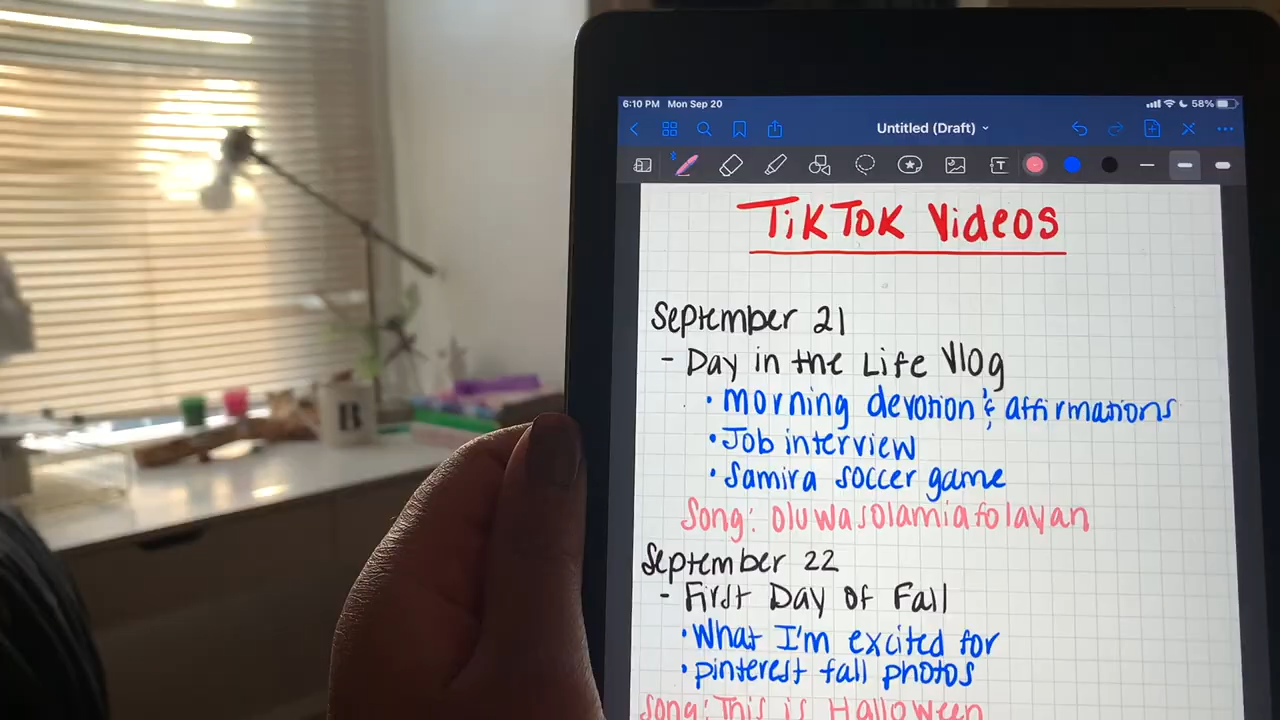 6:10 PM Mon Sep 20 58%
Untitled (Draft)
TikTok Videos
September 21
- Day in the Life Vlog
• morning devotion & affirmations
• Job interview
• Samira soccer game
Song: oluwasolamiafolayan
September 22
- First Day of Fall
• What I'm excited for
• pinterest fall photos
Song: This is Halloween
B